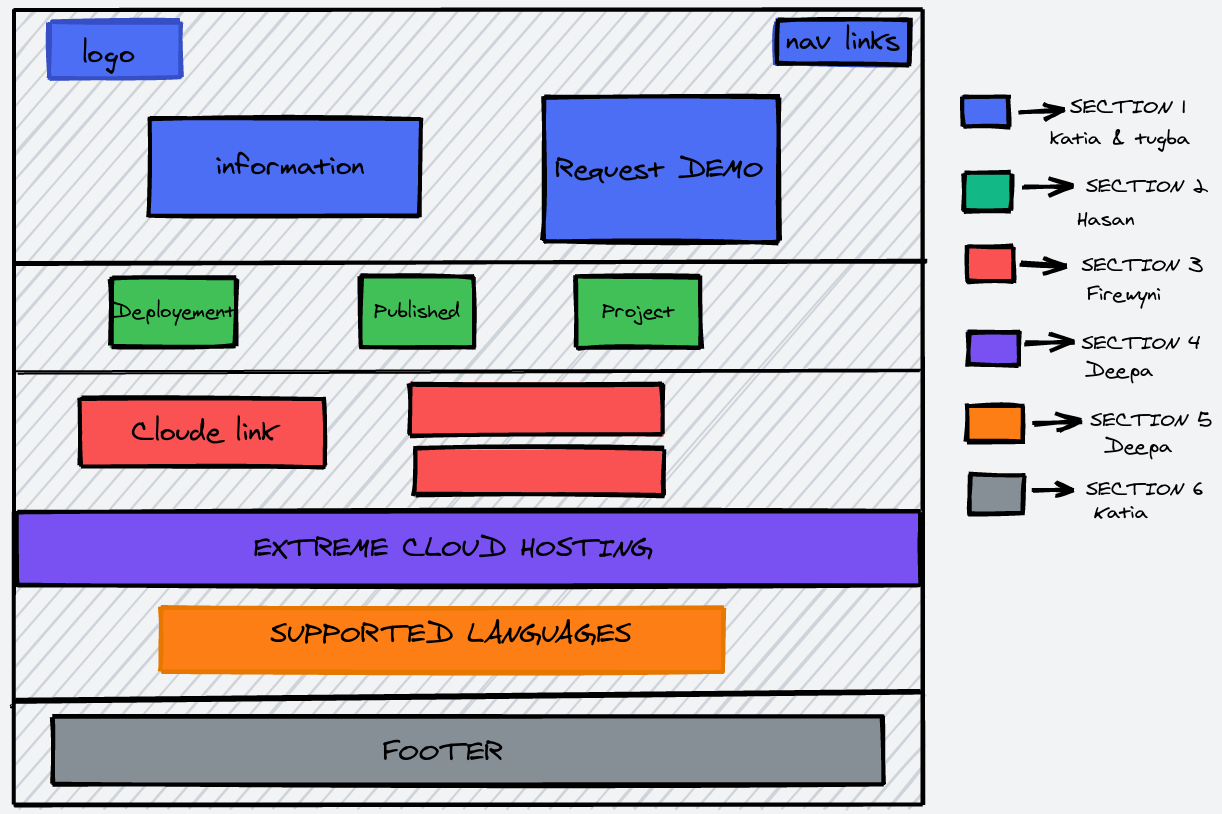 logo
nav links
information
Request DEMO
Deployement
Published
Project
Cloude link
EXTREME CLOUD HOSTING
SUPPORTED LANGUAGES
FOOTER
SECTION 1
Katia & tugba
SECTION 2
Hasan
SECTION 3
Firewyni
SECTION 4
Deepa
SECTION 5
Deepa
SECTION 6
Katia